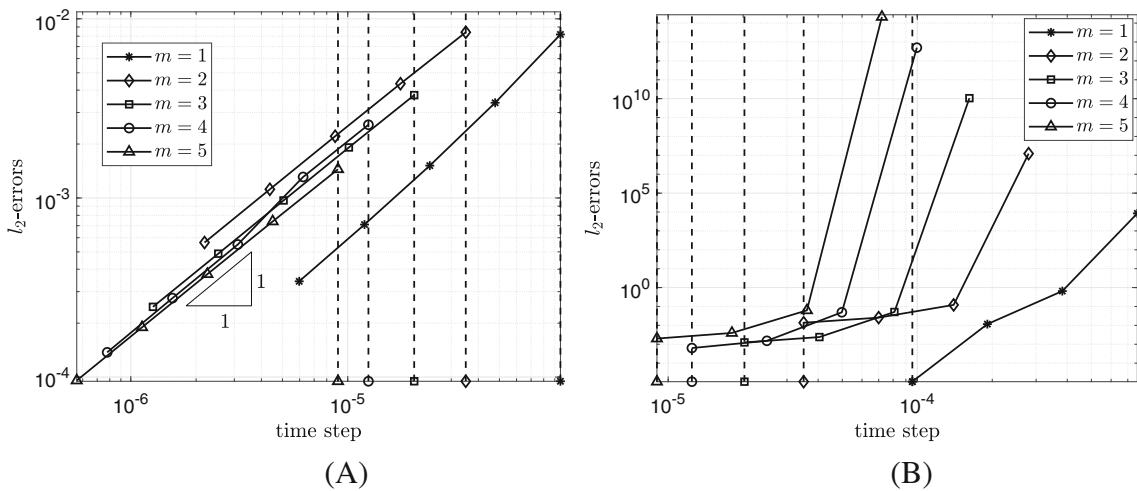 10^{-2}
10^{-3}
10^{-4}
l_2-errors
m = 1
m = 2
m = 3
m = 4
m = 5
1
1
10^{-6}
10^{-5}
time step
(A)
10^{10}
10^{5}
10^{0}
l_2-errors
m = 1
m = 2
m = 3
m = 4
m = 5
10^{-5}
10^{-4}
time step
(B)